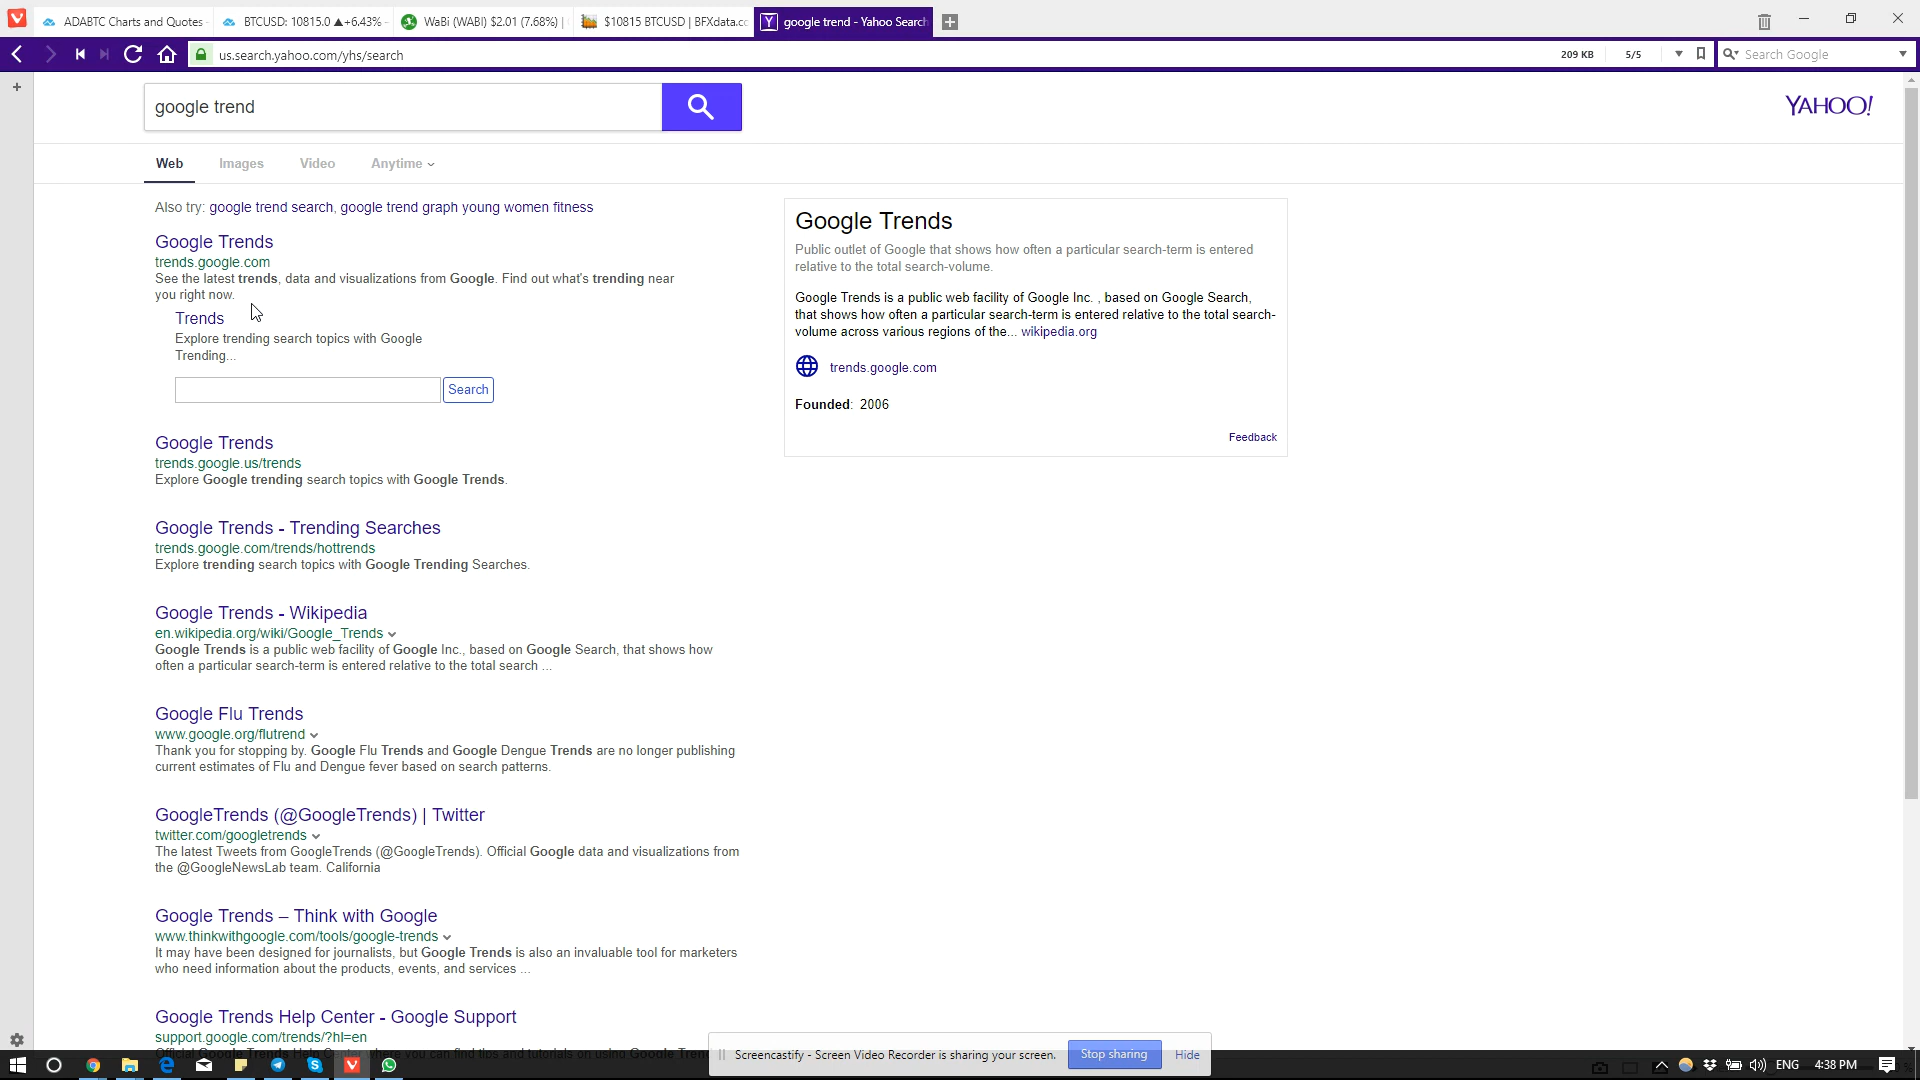 ADABTC Charts and Quotes
BTCUSD: 10815.0 ▲+6.43%
WaBi (WABI) $2.01 (7.68%) |
$10815 BTCUSD | BFXdata.cc
google trend - Yahoo Search
us.search.yahoo.com/yhs/search
209 KB
5/5
Search Google
google trend
YAHOO!
Web
Images
Video
Anytime
Also try: google trend search, google trend graph young women fitness
Google Trends
trends.google.com
See the latest trends, data and visualizations from Google. Find out what's trending near
you right now.
Trends
Explore trending search topics with Google
Trending...
Search
Google Trends
trends.google.us/trends
Explore Google trending search topics with Google Trends.
Google Trends - Trending Searches
trends.google.com/trends/hottrends
Explore trending search topics with Google Trending Searches.
Google Trends - Wikipedia
en.wikipedia.org/wiki/Google_Trends
Google Trends is a public web facility of Google Inc., based on Google Search, that shows how
often a particular search-term is entered relative to the total search ...
Google Flu Trends
www.google.org/flutrend
Thank you for stopping by. Google Flu Trends and Google Dengue Trends are no longer publishing
current estimates of Flu and Dengue fever based on search patterns.
GoogleTrends (@GoogleTrends) | Twitter
twitter.com/googletrends
The latest Tweets from GoogleTrends (@GoogleTrends). Official Google data and visualizations from
the @GoogleNewsLab team. California
Google Trends – Think with Google
www.thinkwithgoogle.com/tools/google-trends
It may have been designed for journalists, but Google Trends is also an invaluable tool for marketers
who need information about the products, events, and services ...
Google Trends Help Center - Google Support
support.google.com/trends/?hl=en
Official Google Trends Help Center where you can find tips and tutorials on using Google
Google Trends
Public outlet of Google that shows how often a particular search-term is entered
relative to the total search-volume.
Google Trends is a public web facility of Google Inc. , based on Google Search,
that shows how often a particular search-term is entered relative to the total search-
volume across various regions of the... wikipedia.org
trends.google.com
Founded: 2006
Feedback
Screencastify - Screen Video Recorder is sharing your screen.
Stop sharing
Hide
ENG
4:38 PM